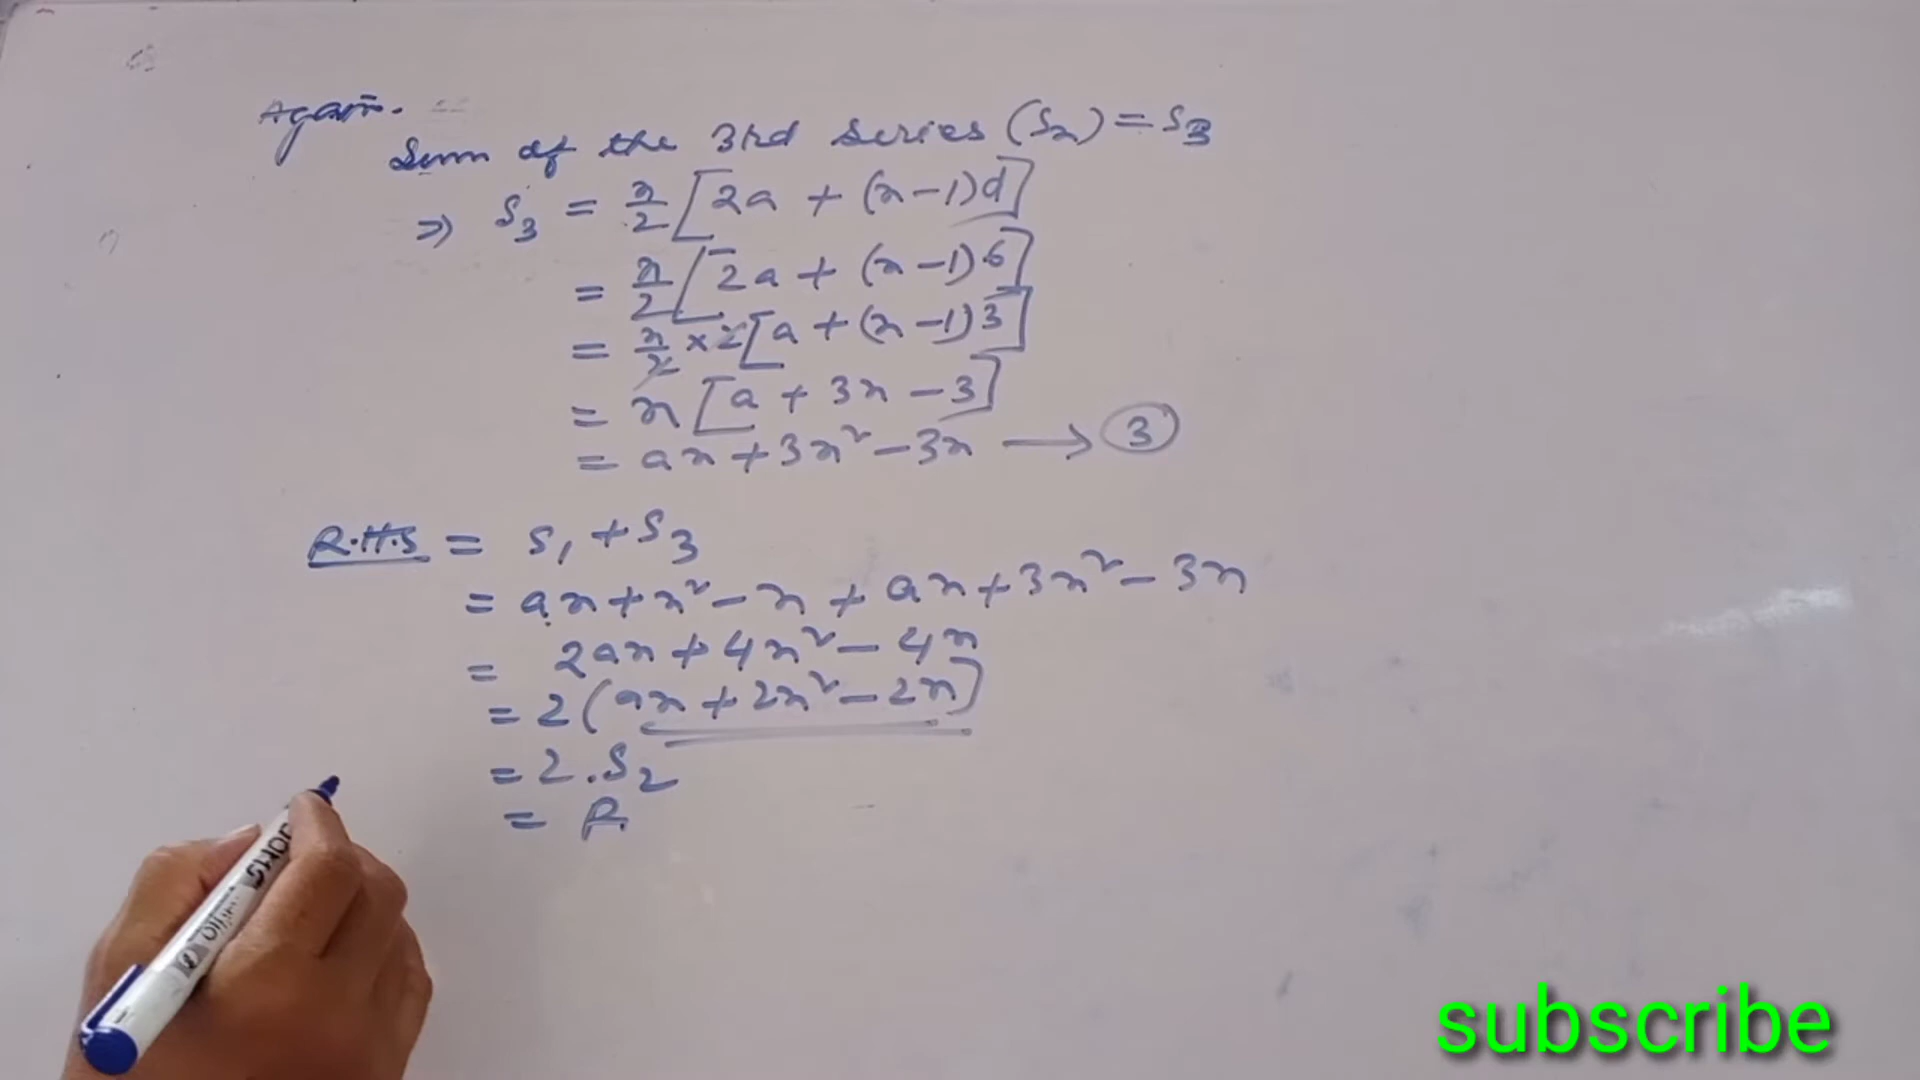 Again.
Sum of the 3rd series (Sn) = S3
⇒ S3 = n/2 [2a + (n-1)d]
= n/2 [2a + (n-1)6]
= n/2 × 2 [a + (n-1)3]
= n [a + 3n - 3]
= an + 3n² - 3n → ③
R.H.S = S1 + S3
= an + n² - n + an + 3n² - 3n
= 2an + 4n² - 4n
= 2(an + 2n² - 2n)
= 2.S2
= R.
subscribe